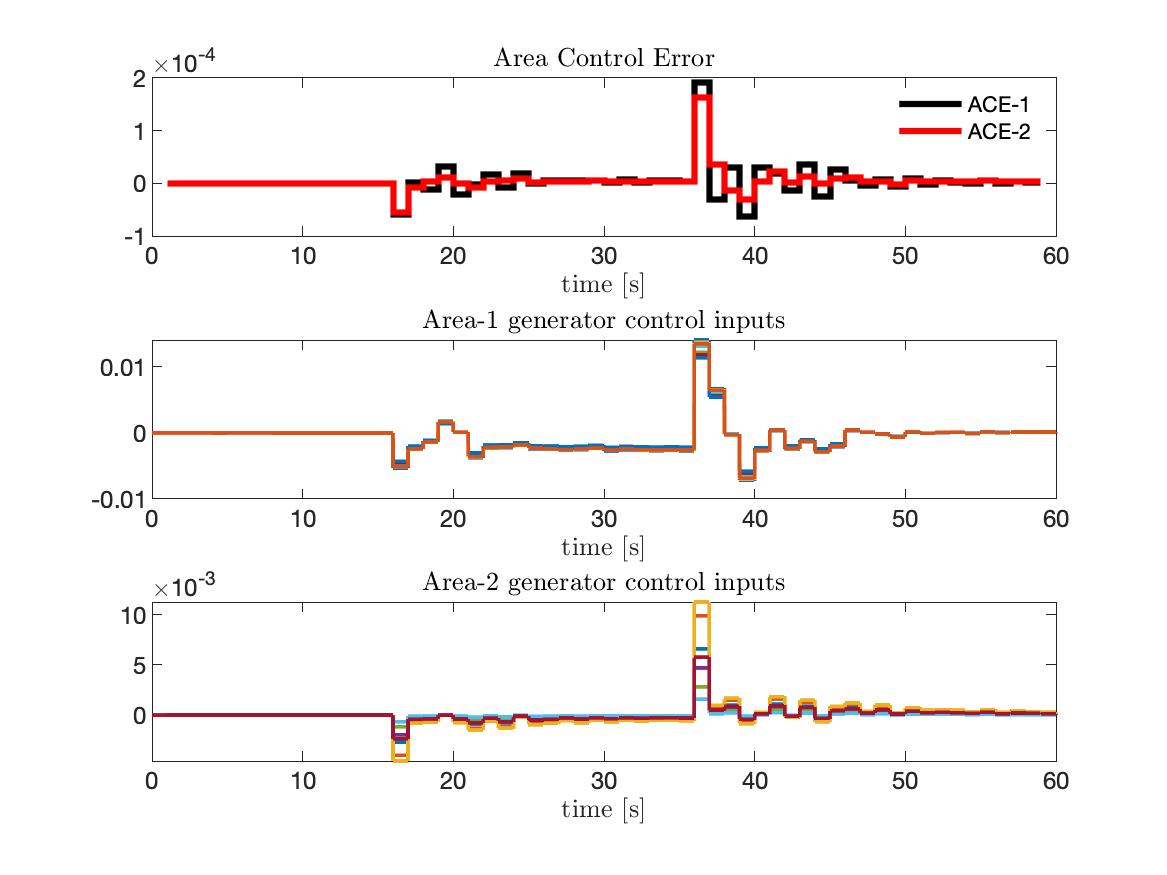 Area Control Error
×10-4
2
1
0
-1
ACE-1
ACE-2
0 10 20 30 40 50 60
time [s]
Area-1 generator control inputs
0.01
0
-0.01
0 10 20 30 40 50 60
time [s]
Area-2 generator control inputs
×10-3
10
5
0
0 10 20 30 40 50 60
time [s]